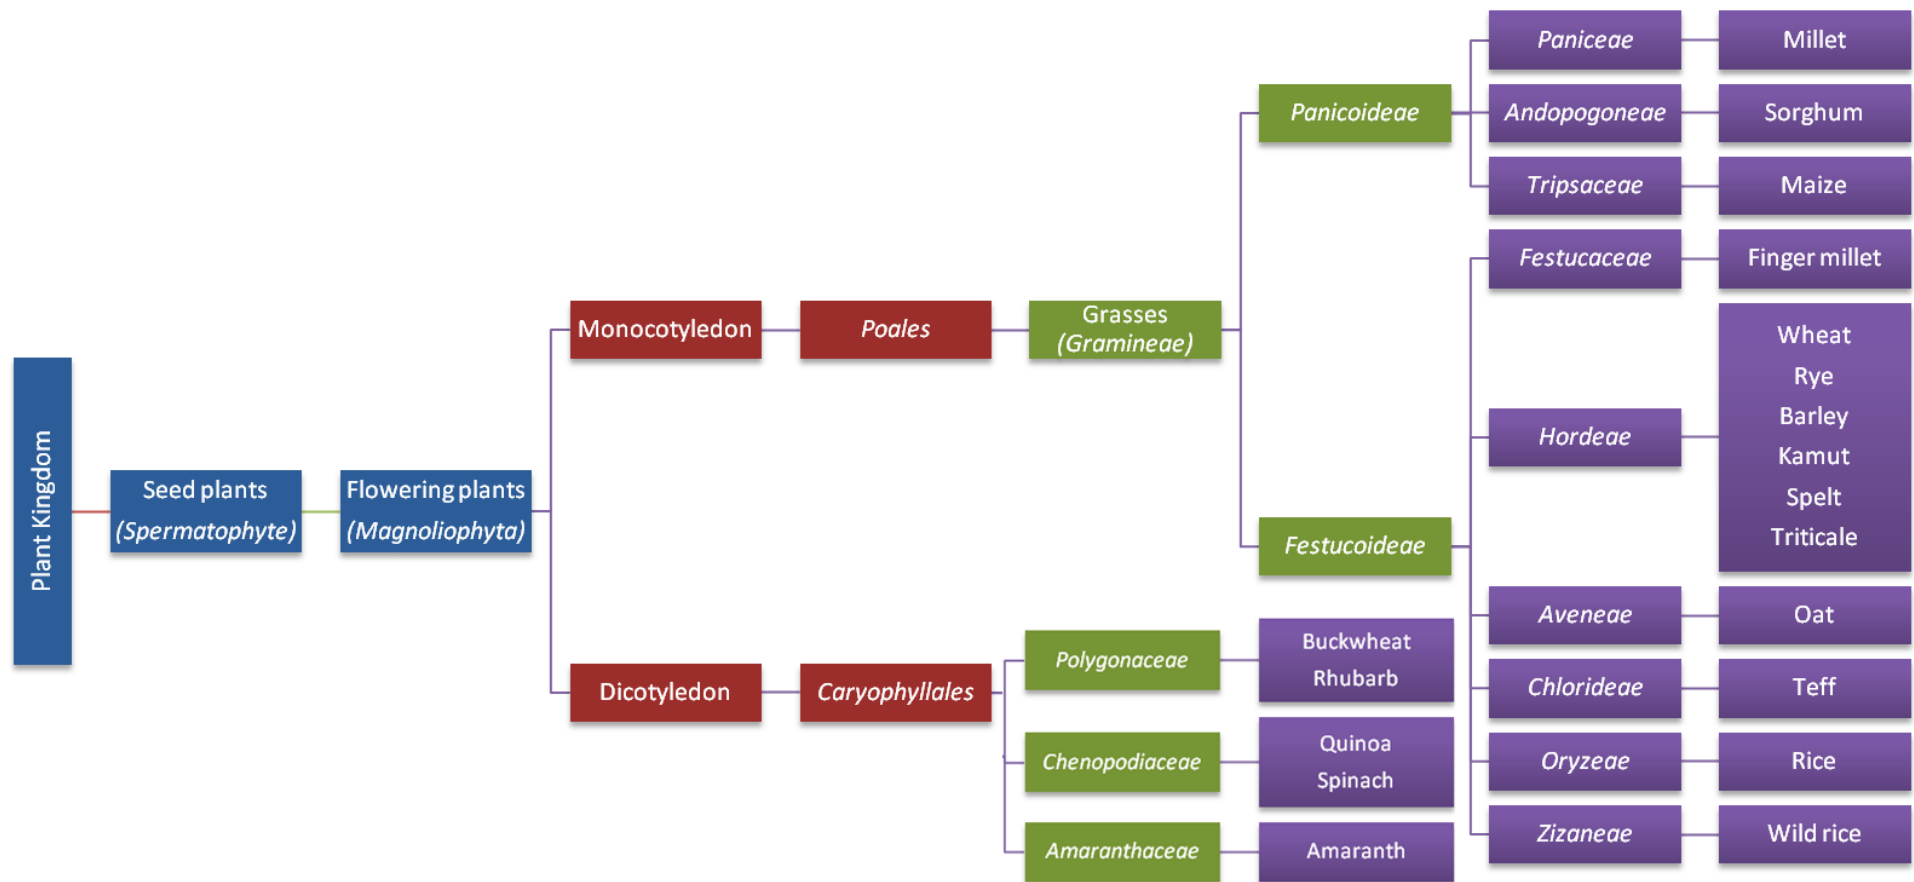 Plant Kingdom
Seed plants
(Spermatophyte)
Flowering plants
(Magnoliophyta)
Monocotyledon
Poales
Grasses
(Gramineae)
Panicoideae
Paniceae
Millet
Andopogoneae
Sorghum
Tripsaceae
Maize
Festucoideae
Festucaceae
Finger millet
Hordeae
Wheat
Rye
Barley
Kamut
Spelt
Triticale
Aveneae
Oat
Chlorideae
Teff
Oryzeae
Rice
Zizaneae
Wild rice
Dicotyledon
Caryophyllales
Polygonaceae
Buckwheat
Rhubarb
Chenopodiaceae
Quinoa
Spinach
Amaranthaceae
Amaranth